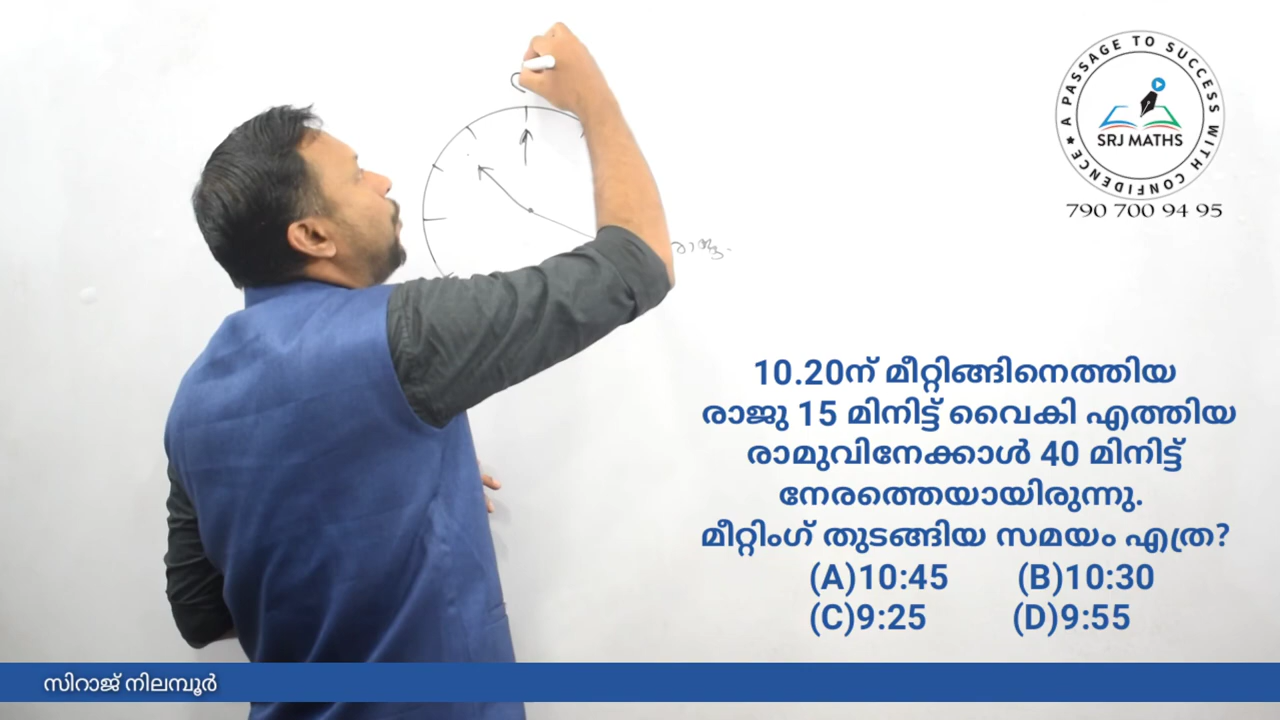 A PASSAGE TO SUCCESS WITH CONFIDENCE
SRJ MATHS
790 700 94 95
രാജു
10.20ന് മീറ്റിങ്ങിനെത്തിയ
രാജു 15 മിനിട്ട് വൈകി എത്തിയ
രാമുവിനേക്കാൾ 40 മിനിട്ട്
നേരത്തെയായിരുന്നു.
മീറ്റിംഗ് തുടങ്ങിയ സമയം എത്ര?
(A)10:45 (B)10:30
(C)9:25 (D)9:55
സിറാജ് നിലമ്പൂർ